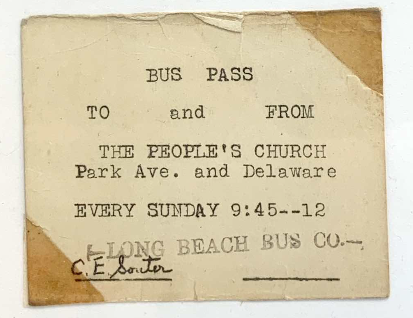 BUS PASS
TO and FROM
THE PEOPLE'S CHURCH
Park Ave. and Delaware
EVERY SUNDAY 9:45--12
LONG BEACH BUS CO.
C.E. Souter